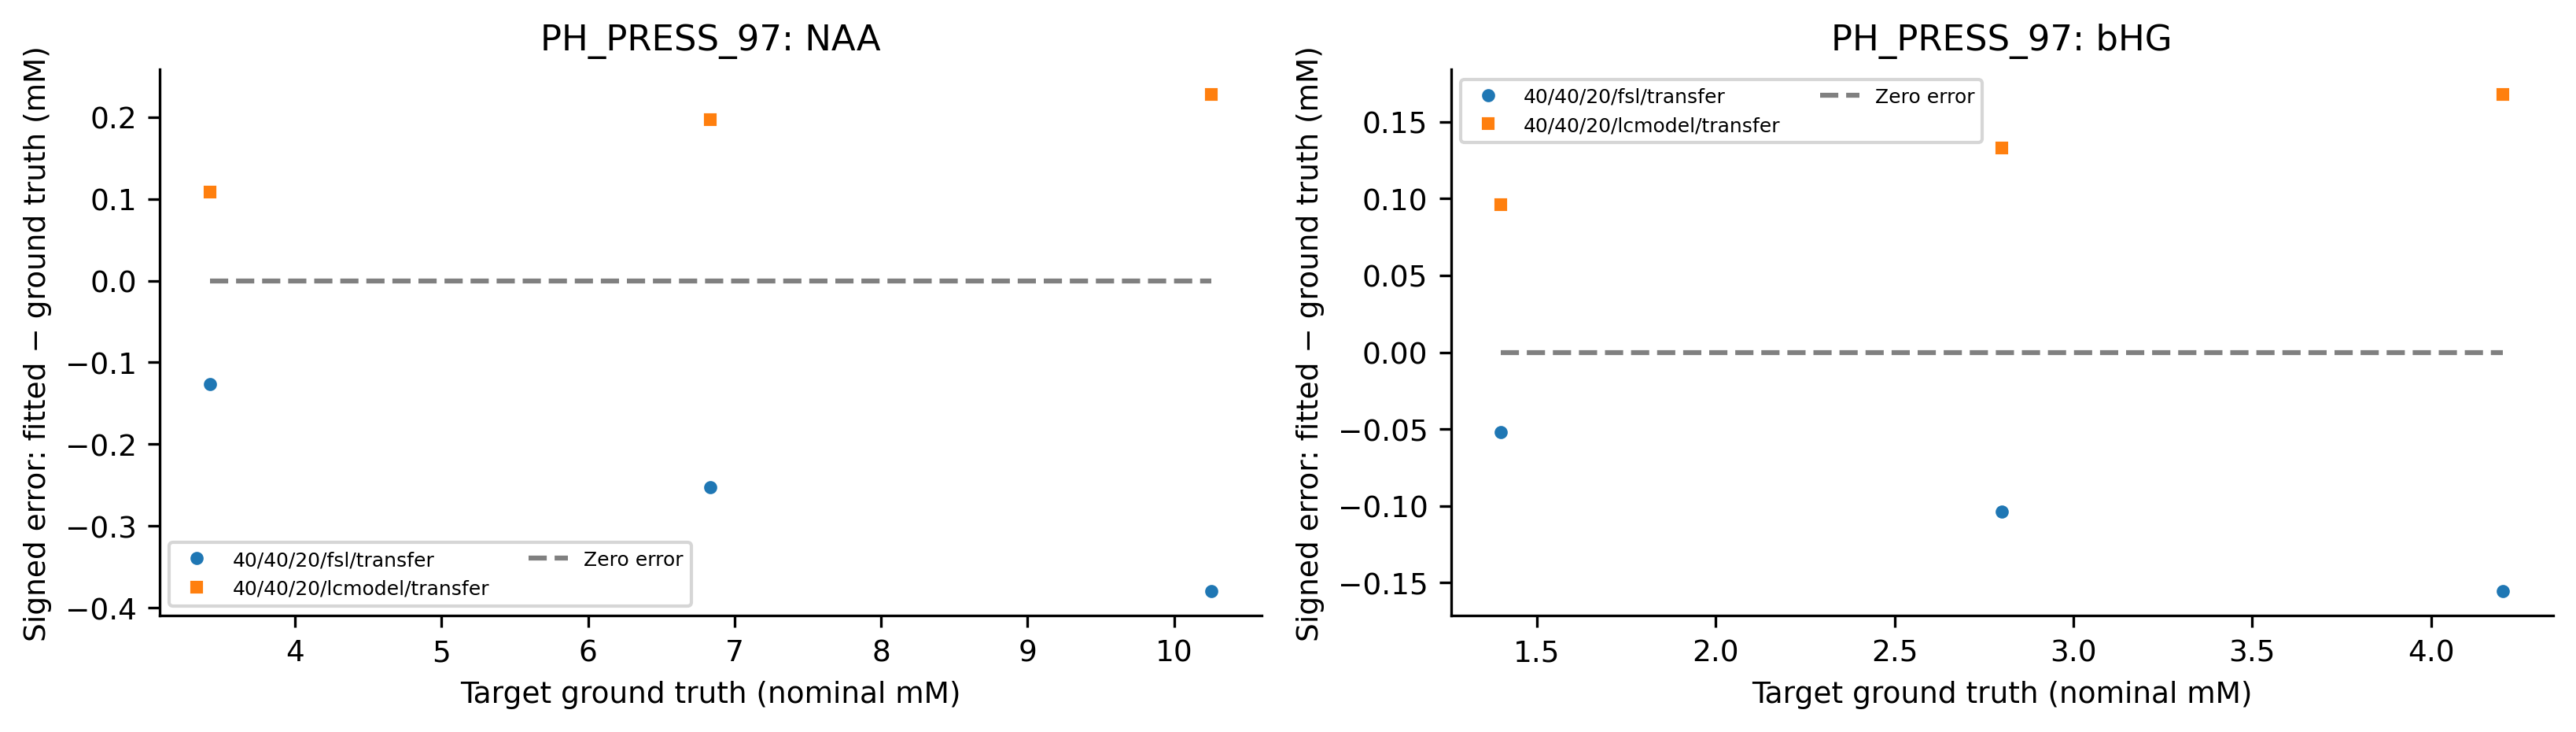 PH_PRESS_97: NAA
Signed error: fitted − ground truth (mM)
0.2
0.1
0.0
−0.1
−0.2
−0.3
−0.4
40/40/20/fsl/transfer
40/40/20/lcmodel/transfer
Zero error
4 5 6 7 8 9 10
Target ground truth (nominal mM)
PH_PRESS_97: bHG
Signed error: fitted − ground truth (mM)
0.15
0.10
0.05
0.00
−0.05
−0.10
−0.15
40/40/20/fsl/transfer
40/40/20/lcmodel/transfer
Zero error
1.5 2.0 2.5 3.0 3.5 4.0
Target ground truth (nominal mM)